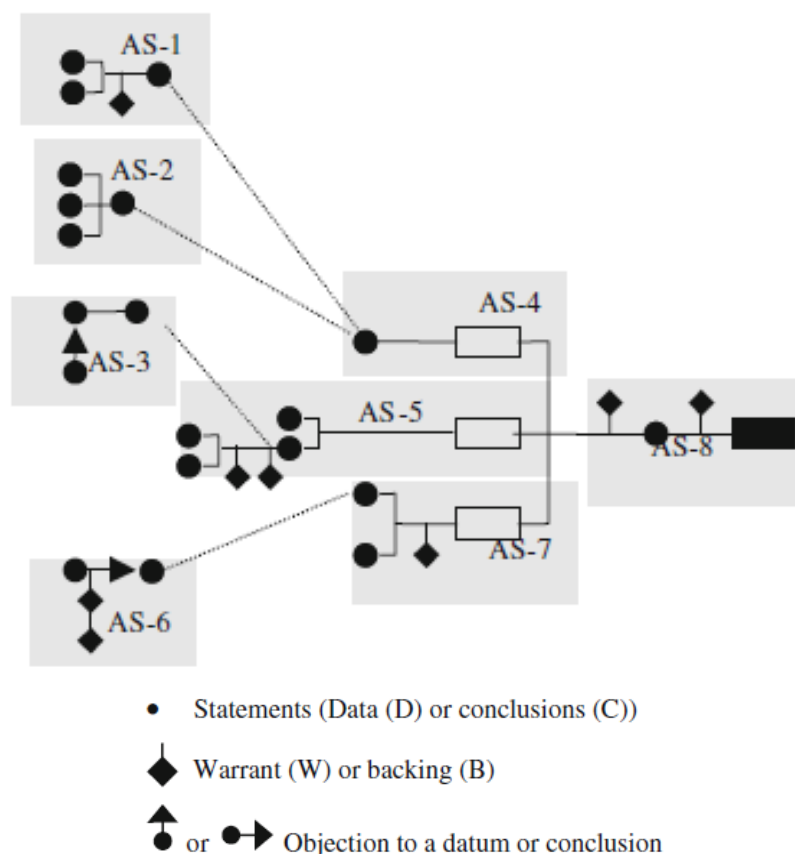 AS-1
AS-2
AS-3
AS-4
AS-5
AS-8
AS-7
AS-6
Statements (Data (D) or conclusions (C))
Warrant (W) or backing (B)
or Objection to a datum or conclusion